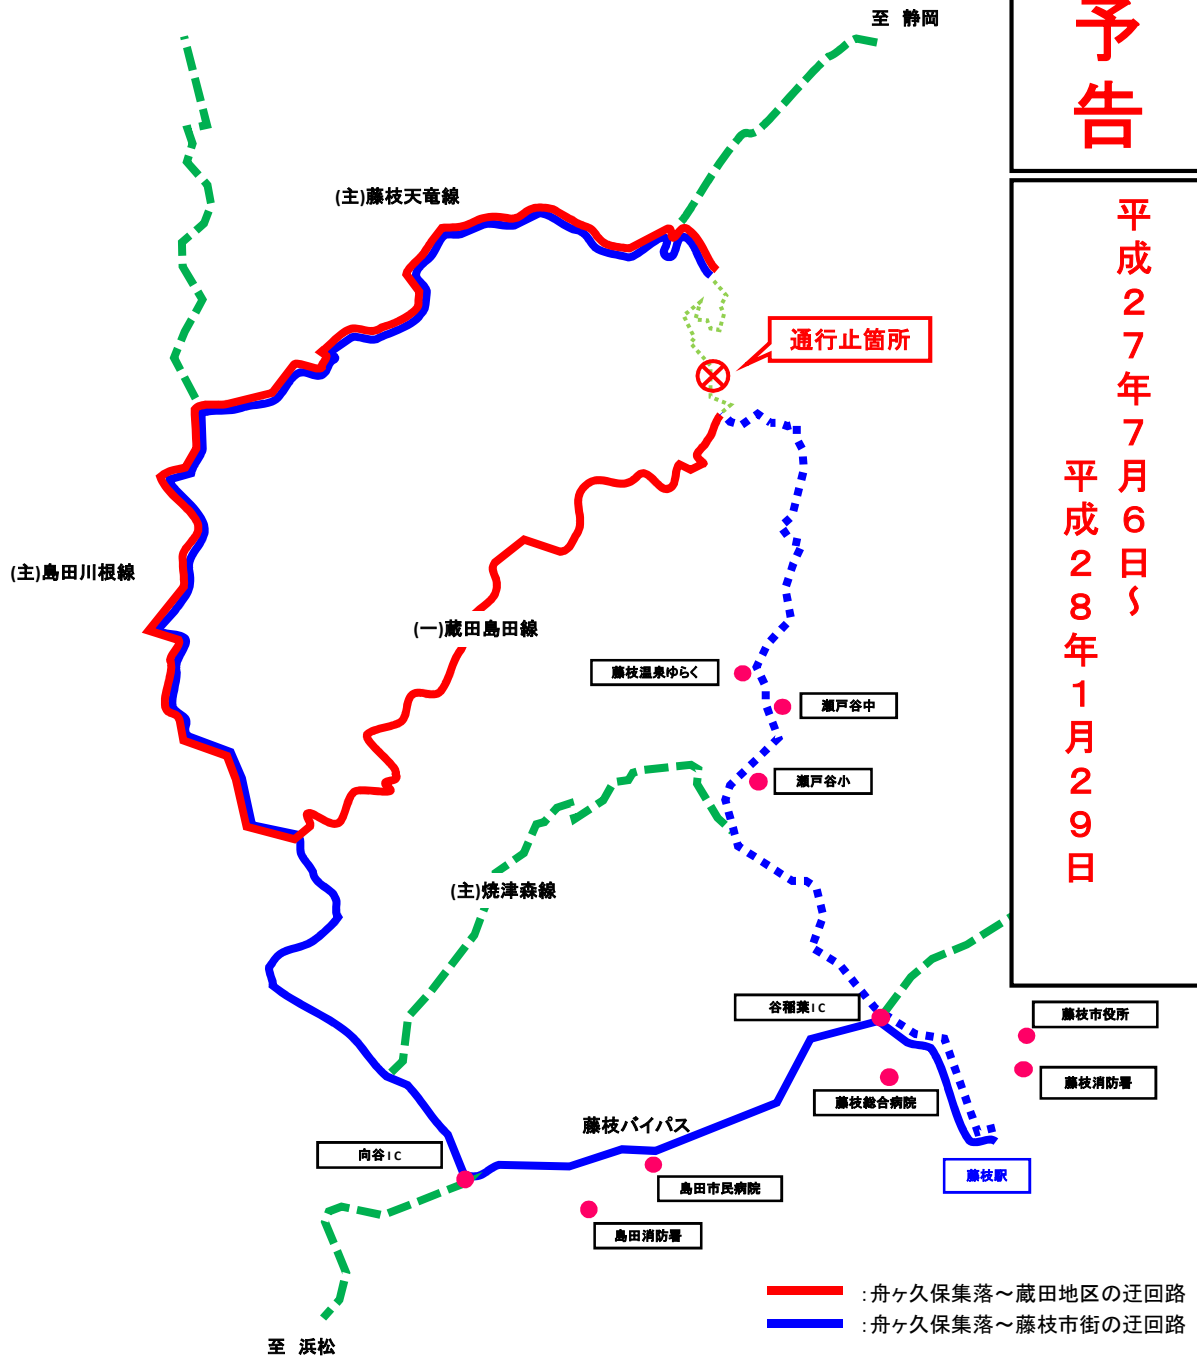 至 静岡
予告
平成27年7月6日～
平成28年1月29日
(主)藤枝天竜線
通行止箇所
(主)島田川根線
(一)蔵田島田線
藤枝温泉ゆらく
瀬戸谷中
瀬戸谷小
(主)焼津森線
谷稲葉IC
藤枝市役所
藤枝消防署
藤枝総合病院
藤枝バイパス
向谷IC
藤枝駅
島田市民病院
島田消防署
:舟ヶ久保集落～蔵田地区の迂回路
:舟ヶ久保集落～藤枝市街の迂回路
至 浜松